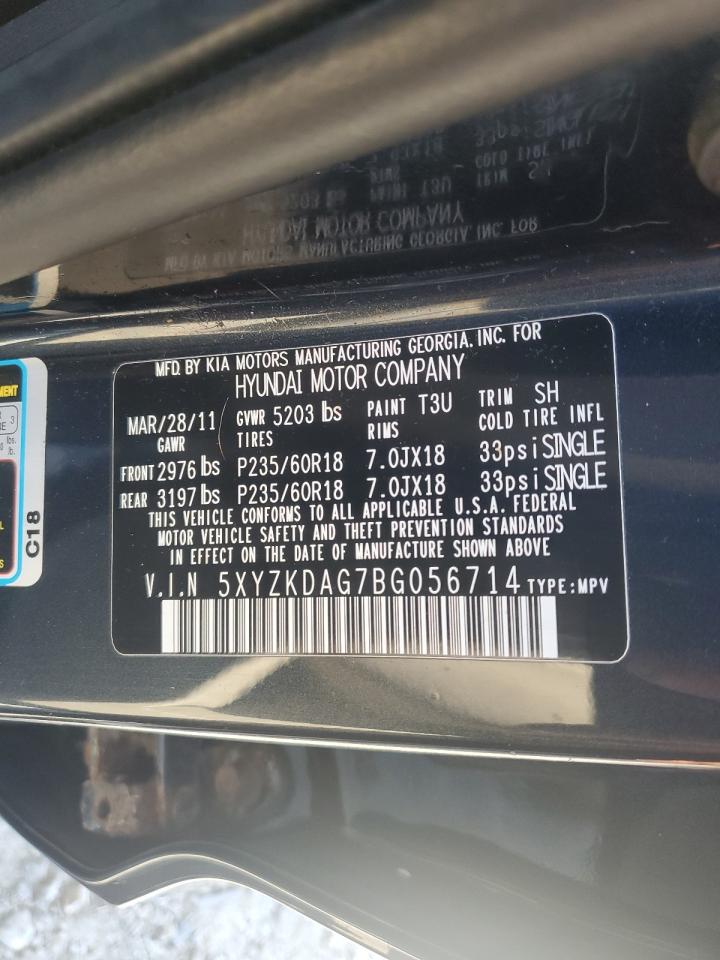 MFD. BY KIA MOTORS MANUFACTURING GEORGIA. INC. FOR
HYUNDAI MOTOR COMPANY
MAR/28/11 GVWR 5203 lbs PAINT T3U TRIM SH
GAWR TIRES RIMS COLD TIRE INFL
FRONT 2976 lbs P235/60R18 7.0JX18 33psi SINGLE
REAR 3197 lbs P235/60R18 7.0JX18 33psi SINGLE
THIS VEHICLE CONFORMS TO ALL APPLICABLE U.S.A. FEDERAL
MOTOR VEHICLE SAFETY AND THEFT PREVENTION STANDARDS
IN EFFECT ON THE DATE OF MANUFACTURE SHOWN ABOVE
V.I.N 5XYZKDAG7BG056714 TYPE:MPV
C18
3
lbs.